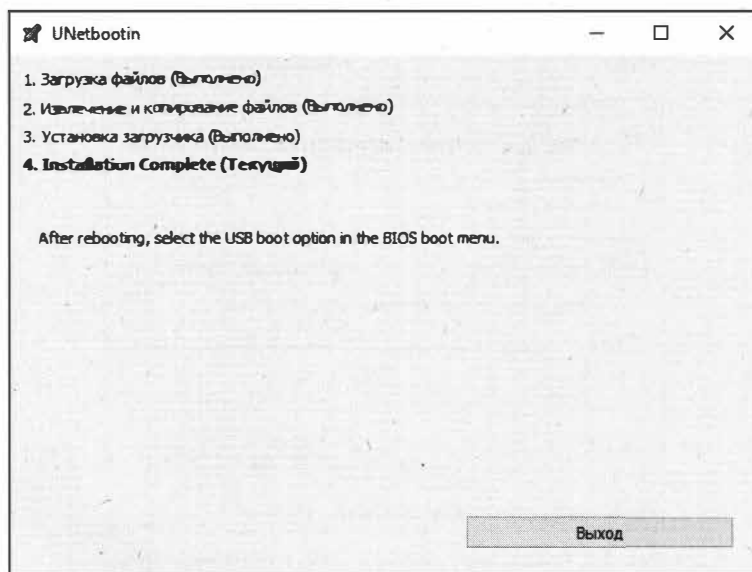 UNetbootin
1. Загрузка файлов (Выполнено)
2. Извлечение и копирование файлов (Выполнено)
3. Установка загрузчика (Выполнено)
4. Installation Complete (Текущий)
After rebooting, select the USB boot option in the BIOS boot menu.
Выход